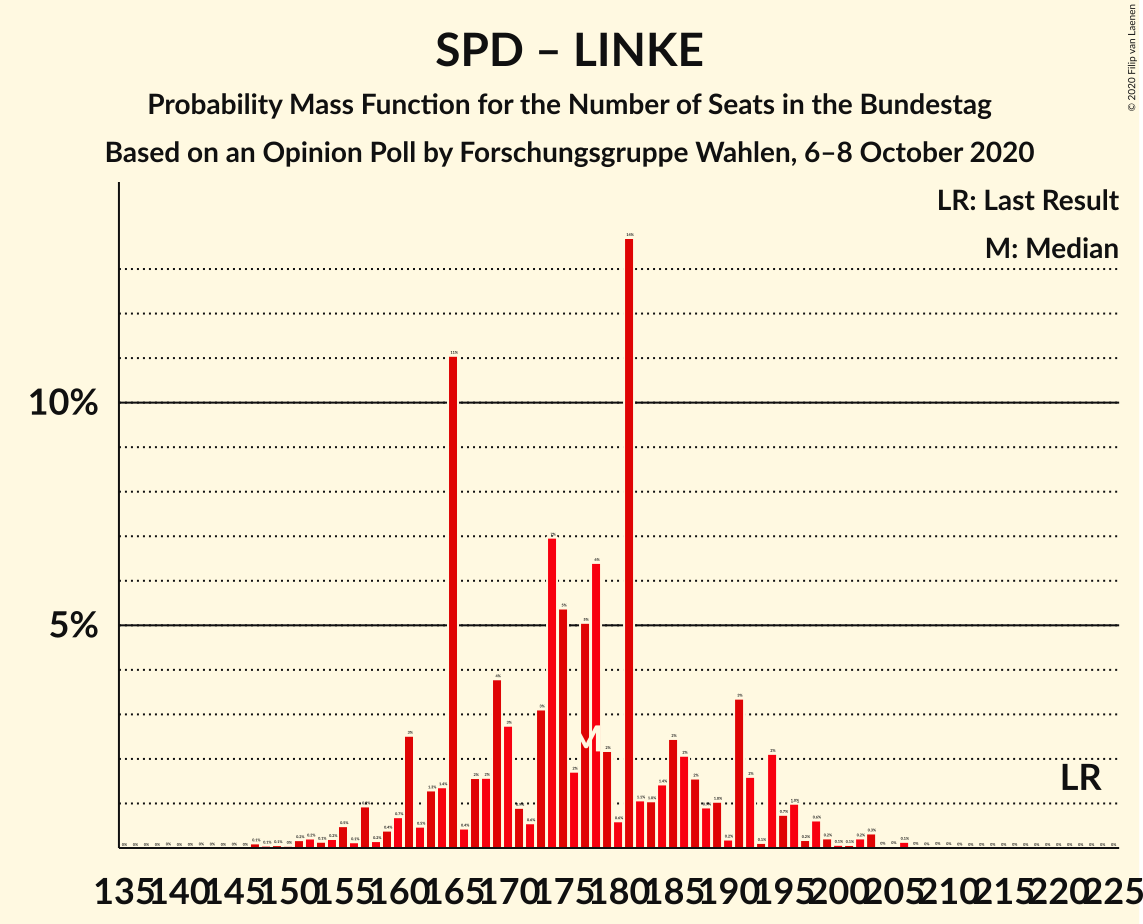 SPD – LINKE
Probability Mass Function for the Number of Seats in the Bundestag
Based on an Opinion Poll by Forschungsgruppe Wahlen, 6–8 October 2020
© 2020 Filip van Laenen
LR: Last Result
M: Median
10%
5%
M
LR
135 140 145 150 155 160 165 170 175 180 185 190 195 200 205 210 215 220 225